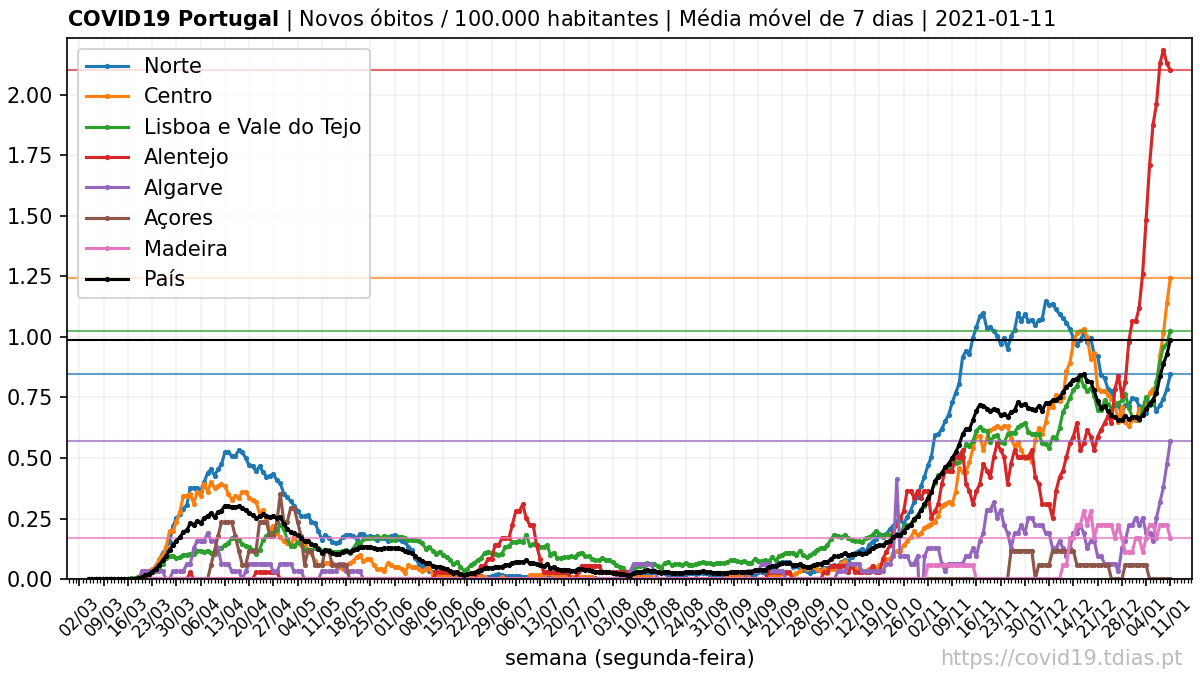 COVID19 Portugal | Novos óbitos / 100.000 habitantes | Média móvel de 7 dias | 2021-01-11
Norte
Centro
Lisboa e Vale do Tejo
Alentejo
Algarve
Açores
Madeira
País
2.00
1.75
1.50
1.25
1.00
0.75
0.50
0.25
0.00
02/03 09/03 16/03 23/03 30/03 06/04 13/04 20/04 27/04 04/05 11/05 18/05 25/05 01/06 08/06 15/06 22/06 29/06 06/07 13/07 20/07 27/07 03/08 10/08 17/08 24/08 31/08 07/09 14/09 21/09 28/09 05/10 12/10 19/10 26/10 02/11 09/11 16/11 23/11 30/11 07/12 14/12 21/12 28/12 04/01 11/01
semana (segunda-feira)
https://covid19.tdias.pt